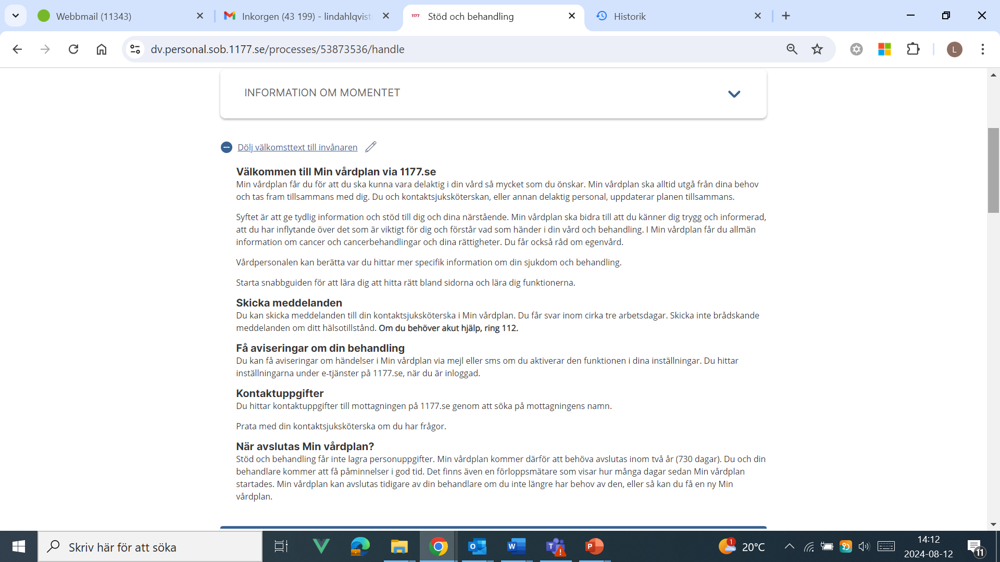 Webbmail (11343)
Inkorgen (43 199) - lindahlqvist
1177
Stöd och behandling
Historik
dv.personal.sob.1177.se/processes/53873536/handle
L
INFORMATION OM MOMENTET
Dölj välkomsttext till invånaren
Välkommen till Min vårdplan via 1177.se
Min vårdplan får du för att du ska kunna vara delaktig i din vård så mycket som du önskar. Min vårdplan ska alltid utgå från dina behov
och tas fram tillsammans med dig. Du och kontaktsjuksköterskan, eller annan delaktig personal, uppdaterar planen tillsammans.
Syftet är att ge tydlig information och stöd till dig och dina närstående. Min vårdplan ska bidra till att du känner dig trygg och informerad,
att du har inflytande över det som är viktigt för dig och förstår vad som händer i din vård och behandling. I Min vårdplan får du allmän
information om cancer och cancerbehandlingar och dina rättigheter. Du får också råd om egenvård.
Vårdpersonalen kan berätta var du hittar mer specifik information om din sjukdom och behandling.
Starta snabbguiden för att lära dig att hitta rätt bland sidorna och lära dig funktionerna.
Skicka meddelanden
Du kan skicka meddelanden till din kontaktsjuksköterska i Min vårdplan. Du får svar inom cirka tre arbetsdagar. Skicka inte brådskande
meddelanden om ditt hälsotillstånd. Om du behöver akut hjälp, ring 112.
Få aviseringar om din behandling
Du kan få aviseringar om händelser i Min vårdplan via mejl eller sms om du aktiverar den funktionen i dina inställningar. Du hittar
inställningarna under e-tjänster på 1177.se, när du är inloggad.
Kontaktuppgifter
Du hittar kontaktuppgifter till mottagningen på 1177.se genom att söka på mottagningens namn.
Prata med din kontaktsjuksköterska om du har frågor.
När avslutas Min vårdplan?
Stöd och behandling får inte lagra personuppgifter. Min vårdplan kommer därför att behöva avslutas inom två år (730 dagar). Du och din
behandlare kommer att få påminnelser i god tid. Det finns även en förloppsmätare som visar hur många dagar sedan Min vårdplan
startades. Min vårdplan kan avslutas tidigare av din behandlare om du inte längre har behov av den, eller så kan du få en ny Min
vårdplan.
Skriv här för att söka
1
20°C
14:12
2024-08-12
11